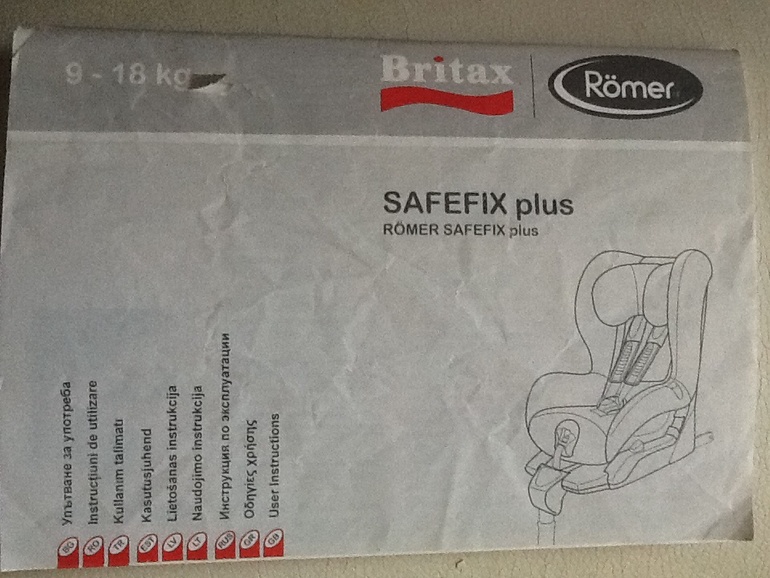 9 - 18 kg
Britax
Römer
SAFEFIX plus
RÖMER SAFEFIX plus
BG Упътване за употреба
RO Instrucţiuni de utilizare
TR Kullanım talimatı
EST Kasutusjuhend
LV Lietošanas instrukcija
LT Naudojimo instrukcija
RUS Инструкция по эксплуатации
GR Οδηγίες χρήσης
GB User Instructions